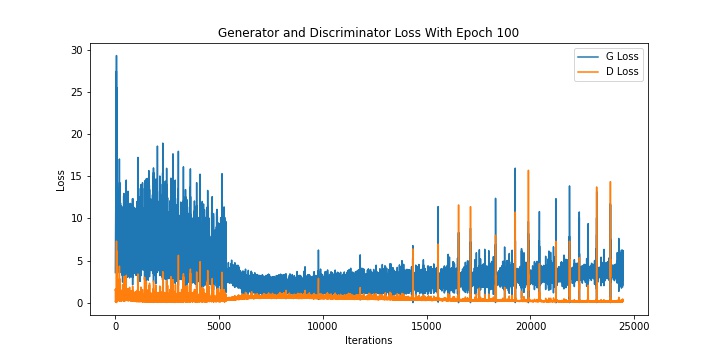 Generator and Discriminator Loss With Epoch 100
G Loss
D Loss
30
25
20
15
10
5
0
Loss
0 5000 10000 15000 20000 25000
Iterations